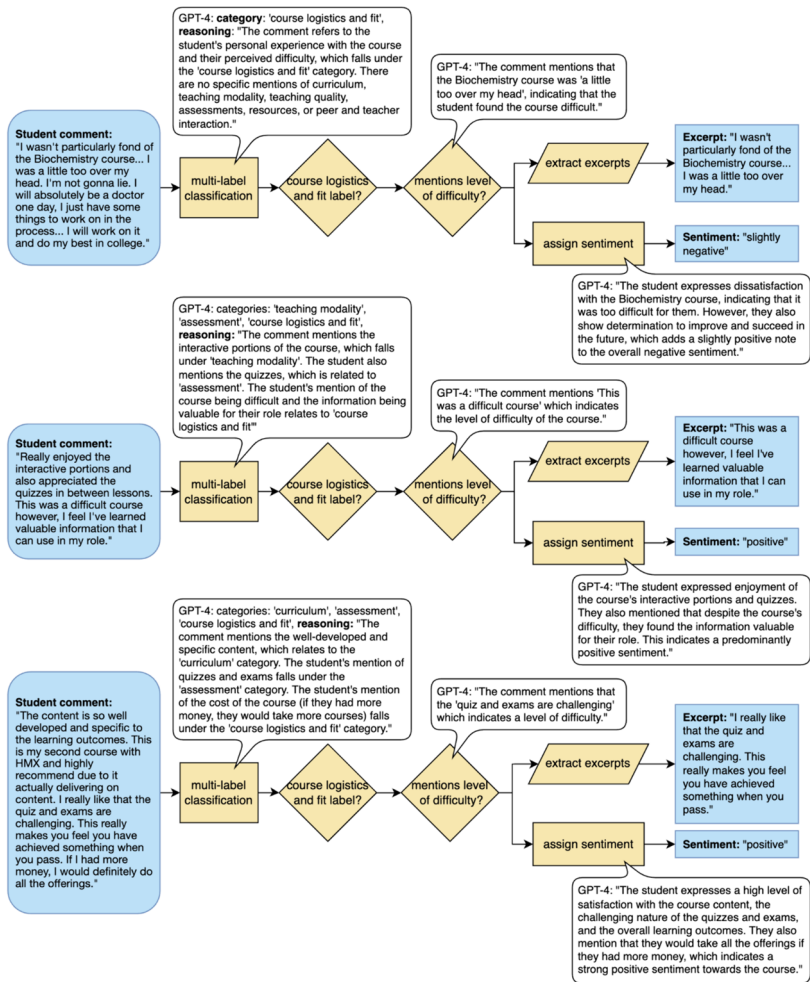 GPT-4: category: 'course logistics and fit',
reasoning: "The comment refers to the
student's personal experience with the course
and their perceived difficulty, which falls under
the 'course logistics and fit' category. There
are no specific mentions of curriculum,
teaching modality, teaching quality,
assessments, resources, or peer and teacher
interaction."
GPT-4: "The comment mentions that
the Biochemistry course was 'a little
too over my head', indicating that the
student found the course difficult."
Student comment:
"I wasn't particularly fond of
the Biochemistry course... I
was a little too over my
head. I'm not gonna lie. I
will absolutely be a doctor
one day, I just have some
things to work on in the
process... I will work on it
and do my best in college."
multi-label
classification
course logistics
and fit label?
mentions level
of difficulty?
extract excerpts
Excerpt: "I wasn't
particularly fond of the
Biochemistry course...
I was a little too over
my head."
assign sentiment
Sentiment: "slightly
negative"
GPT-4: "The student expresses dissatisfaction
with the Biochemistry course, indicating that it
was too difficult for them. However, they also
show determination to improve and succeed in
the future, which adds a slightly positive note
to the overall negative sentiment."
GPT-4: categories: 'teaching modality',
'assessment', 'course logistics and fit',
reasoning: "The comment mentions the
interactive portions of the course, which falls
under 'teaching modality'. The student also
mentions the quizzes, which is related to
'assessment'. The student's mention of the
course being difficult and the information being
valuable for their role relates to 'course
logistics and fit'"
GPT-4: "The comment mentions 'This
was a difficult course' which indicates
the level of difficulty of the course."
Student comment:
"Really enjoyed the
interactive portions and
also appreciated the
quizzes in between lessons.
This was a difficult course
however, I feel I've learned
valuable information that I
can use in my role."
multi-label
classification
course logistics
and fit label?
mentions level
of difficulty?
extract excerpts
Excerpt: "This was a
difficult course
however, I feel I've
learned valuable
information that I can
use in my role."
assign sentiment
Sentiment: "positive"
GPT-4: "The student expressed enjoyment of
the course's interactive portions and quizzes.
They also mentioned that despite the course's
difficulty, they found the information valuable
for their role. This indicates a predominantly
positive sentiment."
GPT-4: categories: 'curriculum', 'assessment',
'course logistics and fit', reasoning: "The
comment mentions the well-developed and
specific content, which relates to the
'curriculum' category. The student's mention of
quizzes and exams falls under the
'assessment' category. The student's mention
of the cost of the course (if they had more
money, they would take more courses) falls
under the 'course logistics and fit' category."
GPT-4: "The comment mentions that
the 'quiz and exams are challenging'
which indicates a level of difficulty."
Student comment:
"The content is so well
developed and specific to
the learning outcomes. This
is my second course with
HMX and highly
recommend due to it
actually delivering on
content. I really like that the
quiz and exams are
challenging. This really
makes you feel you have
achieved something when
you pass. If I had more
money, I would definitely do
all the offerings."
multi-label
classification
course logistics
and fit label?
mentions level
of difficulty?
extract excerpts
Excerpt: "I really like
that the quiz and
exams are
challenging. This
really makes you feel
you have achieved
something when you
pass."
assign sentiment
Sentiment: "positive"
GPT-4: "The student expresses a high level of
satisfaction with the course content, the
challenging nature of the quizzes and exams,
and the overall learning outcomes. They also
mention that they would take all the offerings if
they had more money, which indicates a
strong positive sentiment towards the course."